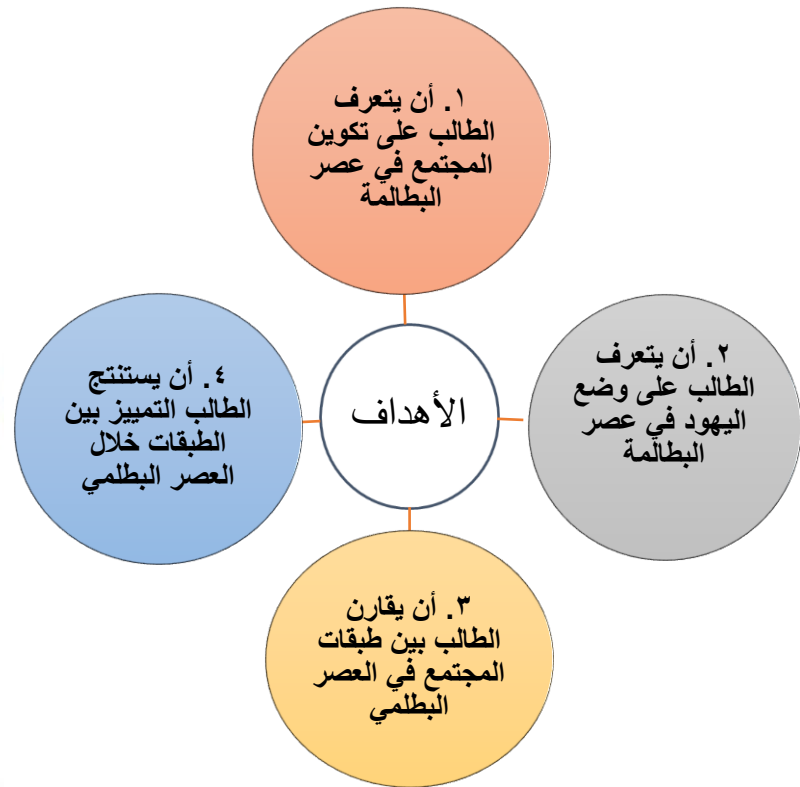 الأهداف
١. أن يتعرف
الطالب على تكوين
المجتمع في عصر
البطالمة
٢. أن يتعرف
الطالب على وضع
اليهود في عصر
البطالمة
٣. أن يقارن
الطالب بين طبقات
المجتمع في العصر
البطلمي
٤. أن يستنتج
الطالب التمييز بين
الطبقات خلال
العصر البطلمي